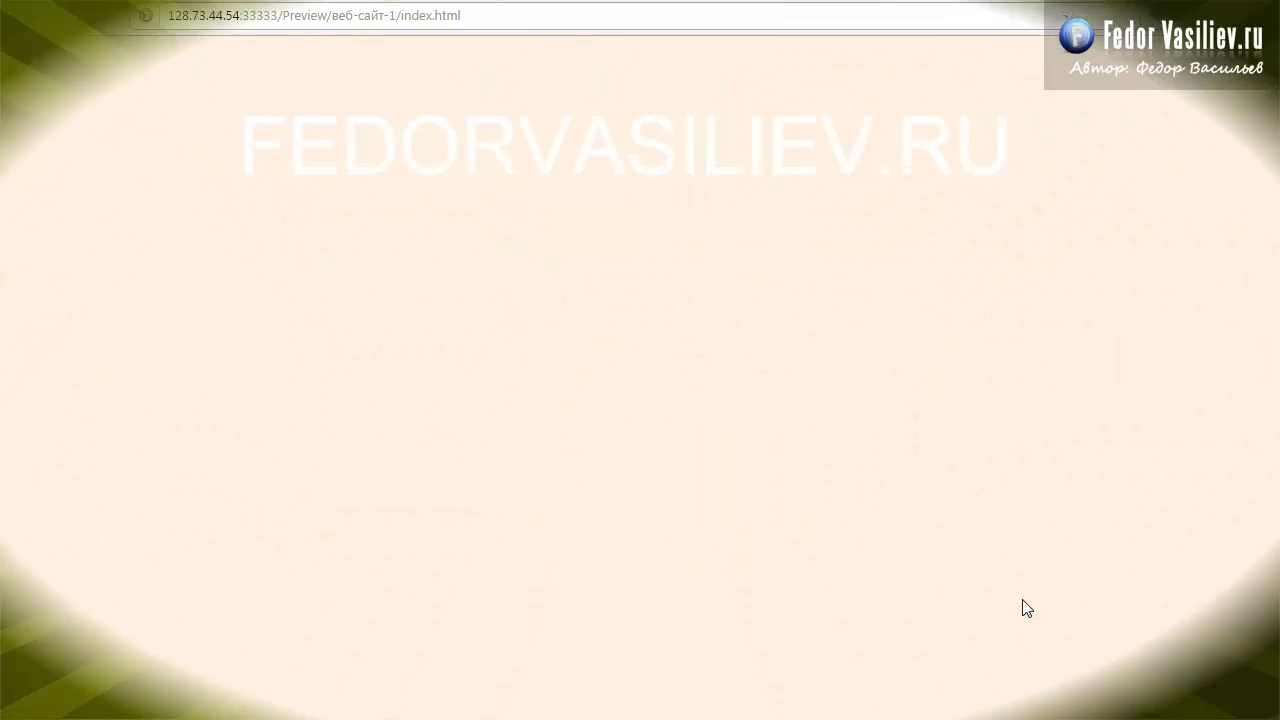 128.73.44.54:33333/Preview/веб-сайт-1/index.html
Fedor Vasiliev.ru
Автор: Федор Васильев
FEDORVASILIEV.RU